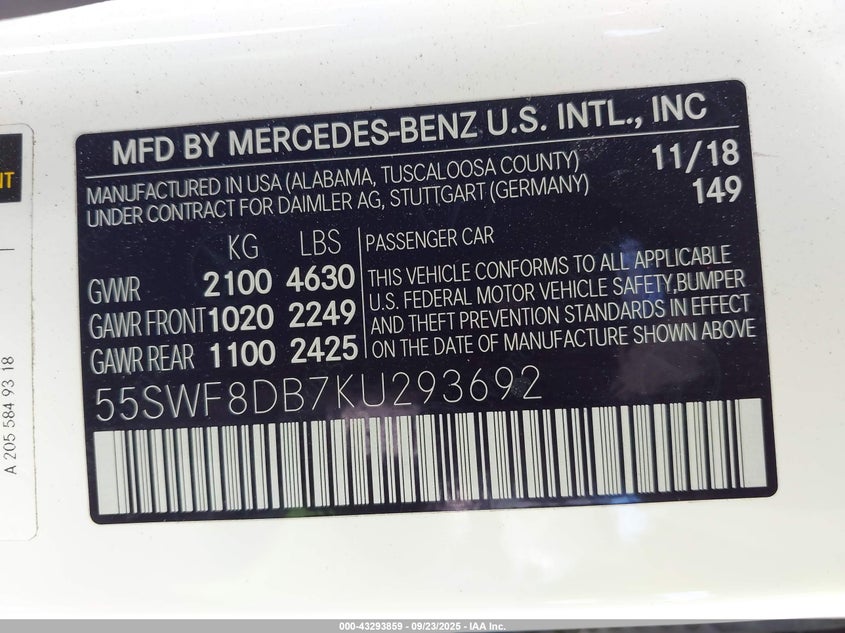 MFD BY MERCEDES-BENZ U.S. INTL., INC
MANUFACTURED IN USA (ALABAMA, TUSCALOOSA COUNTY) 11/18
UNDER CONTRACT FOR DAIMLER AG, STUTTGART (GERMANY) 149
KG LBS
GVWR 2100 4630
GAWR FRONT 1020 2249
GAWR REAR 1100 2425
PASSENGER CAR
THIS VEHICLE CONFORMS TO ALL APPLICABLE
U.S. FEDERAL MOTOR VEHICLE SAFETY,BUMPER
AND THEFT PREVENTION STANDARDS IN EFFECT
ON THE DATE OF MANUFACTURE SHOWN ABOVE
55SWF8DB7KU293692
A 205 584 93 18
000-43293859 - 09/23/2025 - IAA Inc.